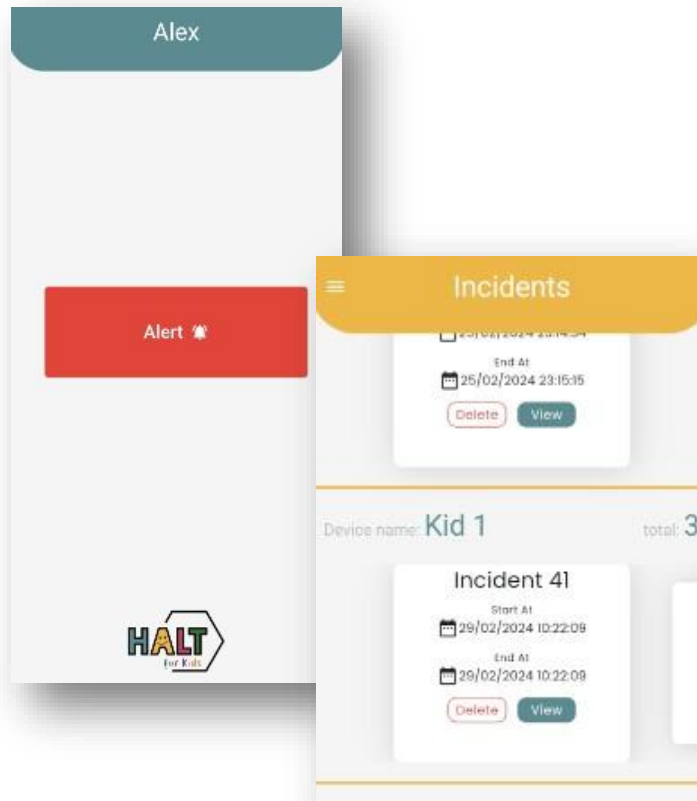 Alex
Alert
HALT
For Kids
Incidents
End At
25/02/2024 23:15:15
Delete View
Device name: Kid 1 total: 3
Incident 41
Start At
29/02/2024 10:22:09
End At
29/02/2024 10:22:09
Delete View